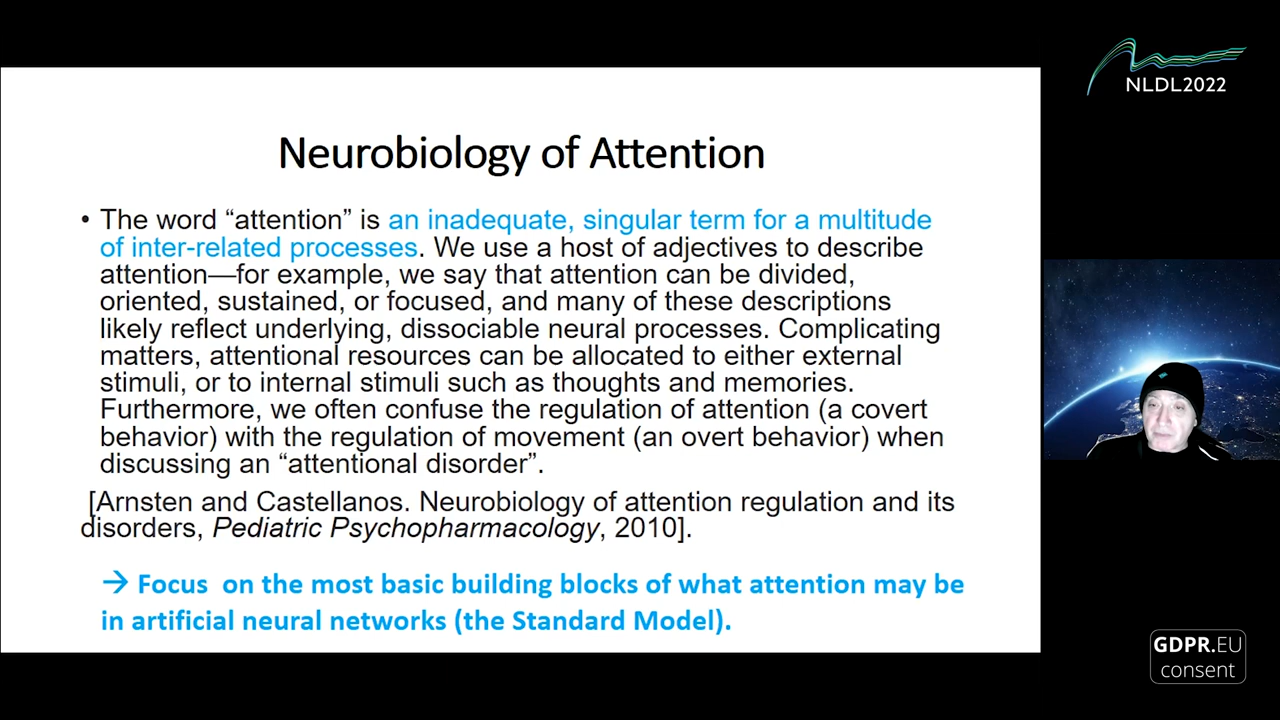 NLDL2022
Neurobiology of Attention
• The word “attention” is an inadequate, singular term for a multitude
of inter-related processes. We use a host of adjectives to describe
attention—for example, we say that attention can be divided,
oriented, sustained, or focused, and many of these descriptions
likely reflect underlying, dissociable neural processes. Complicating
matters, attentional resources can be allocated to either external
stimuli, or to internal stimuli such as thoughts and memories.
Furthermore, we often confuse the regulation of attention (a covert
behavior) with the regulation of movement (an overt behavior) when
discussing an “attentional disorder”.
[Arnsten and Castellanos. Neurobiology of attention regulation and its
disorders, Pediatric Psychopharmacology, 2010].
→ Focus on the most basic building blocks of what attention may be
in artificial neural networks (the Standard Model).
GDPR.EU
consent